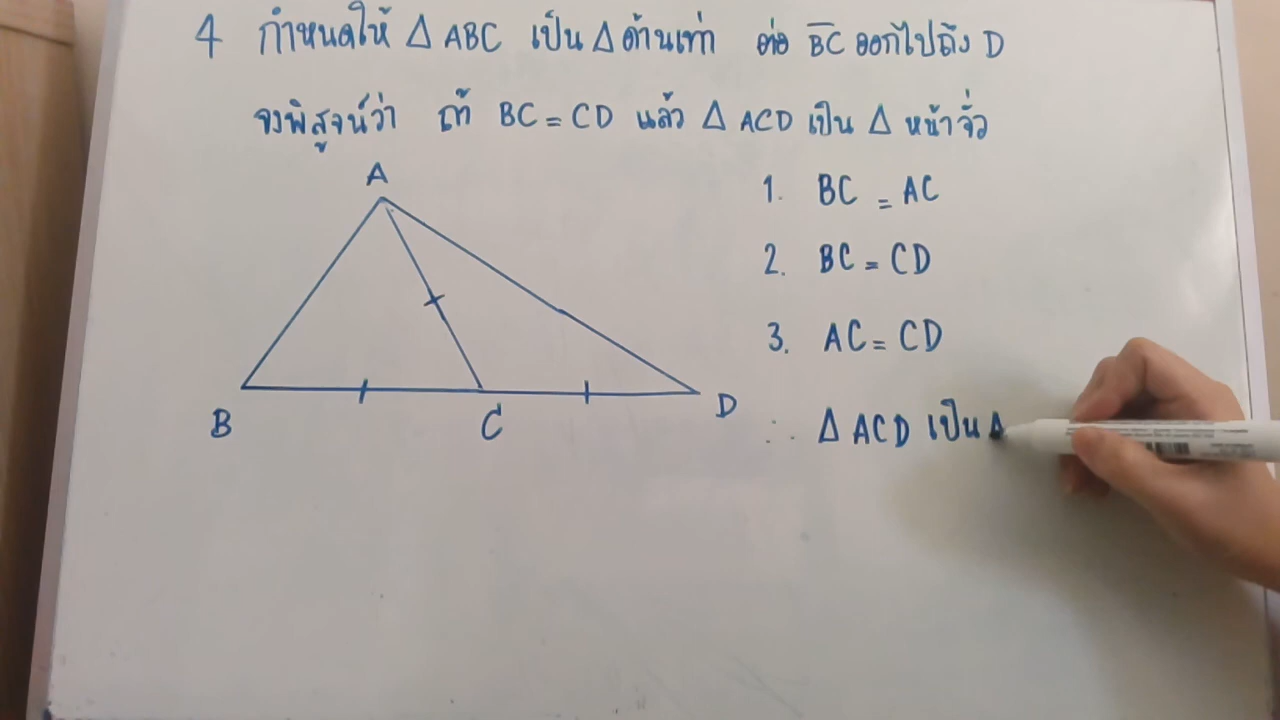 4 กำหนดให้ △ ABC เป็น △ ด้านเท่า ต่อ B̅C̅ ออกไปถึง D
จงพิสูจน์ว่า ถ้า BC = CD แล้ว △ ACD เป็น △ หน้าจั่ว
A
B
C
D
1. BC = AC
2. BC = CD
3. AC = CD
∴ △ ACD เป็น △